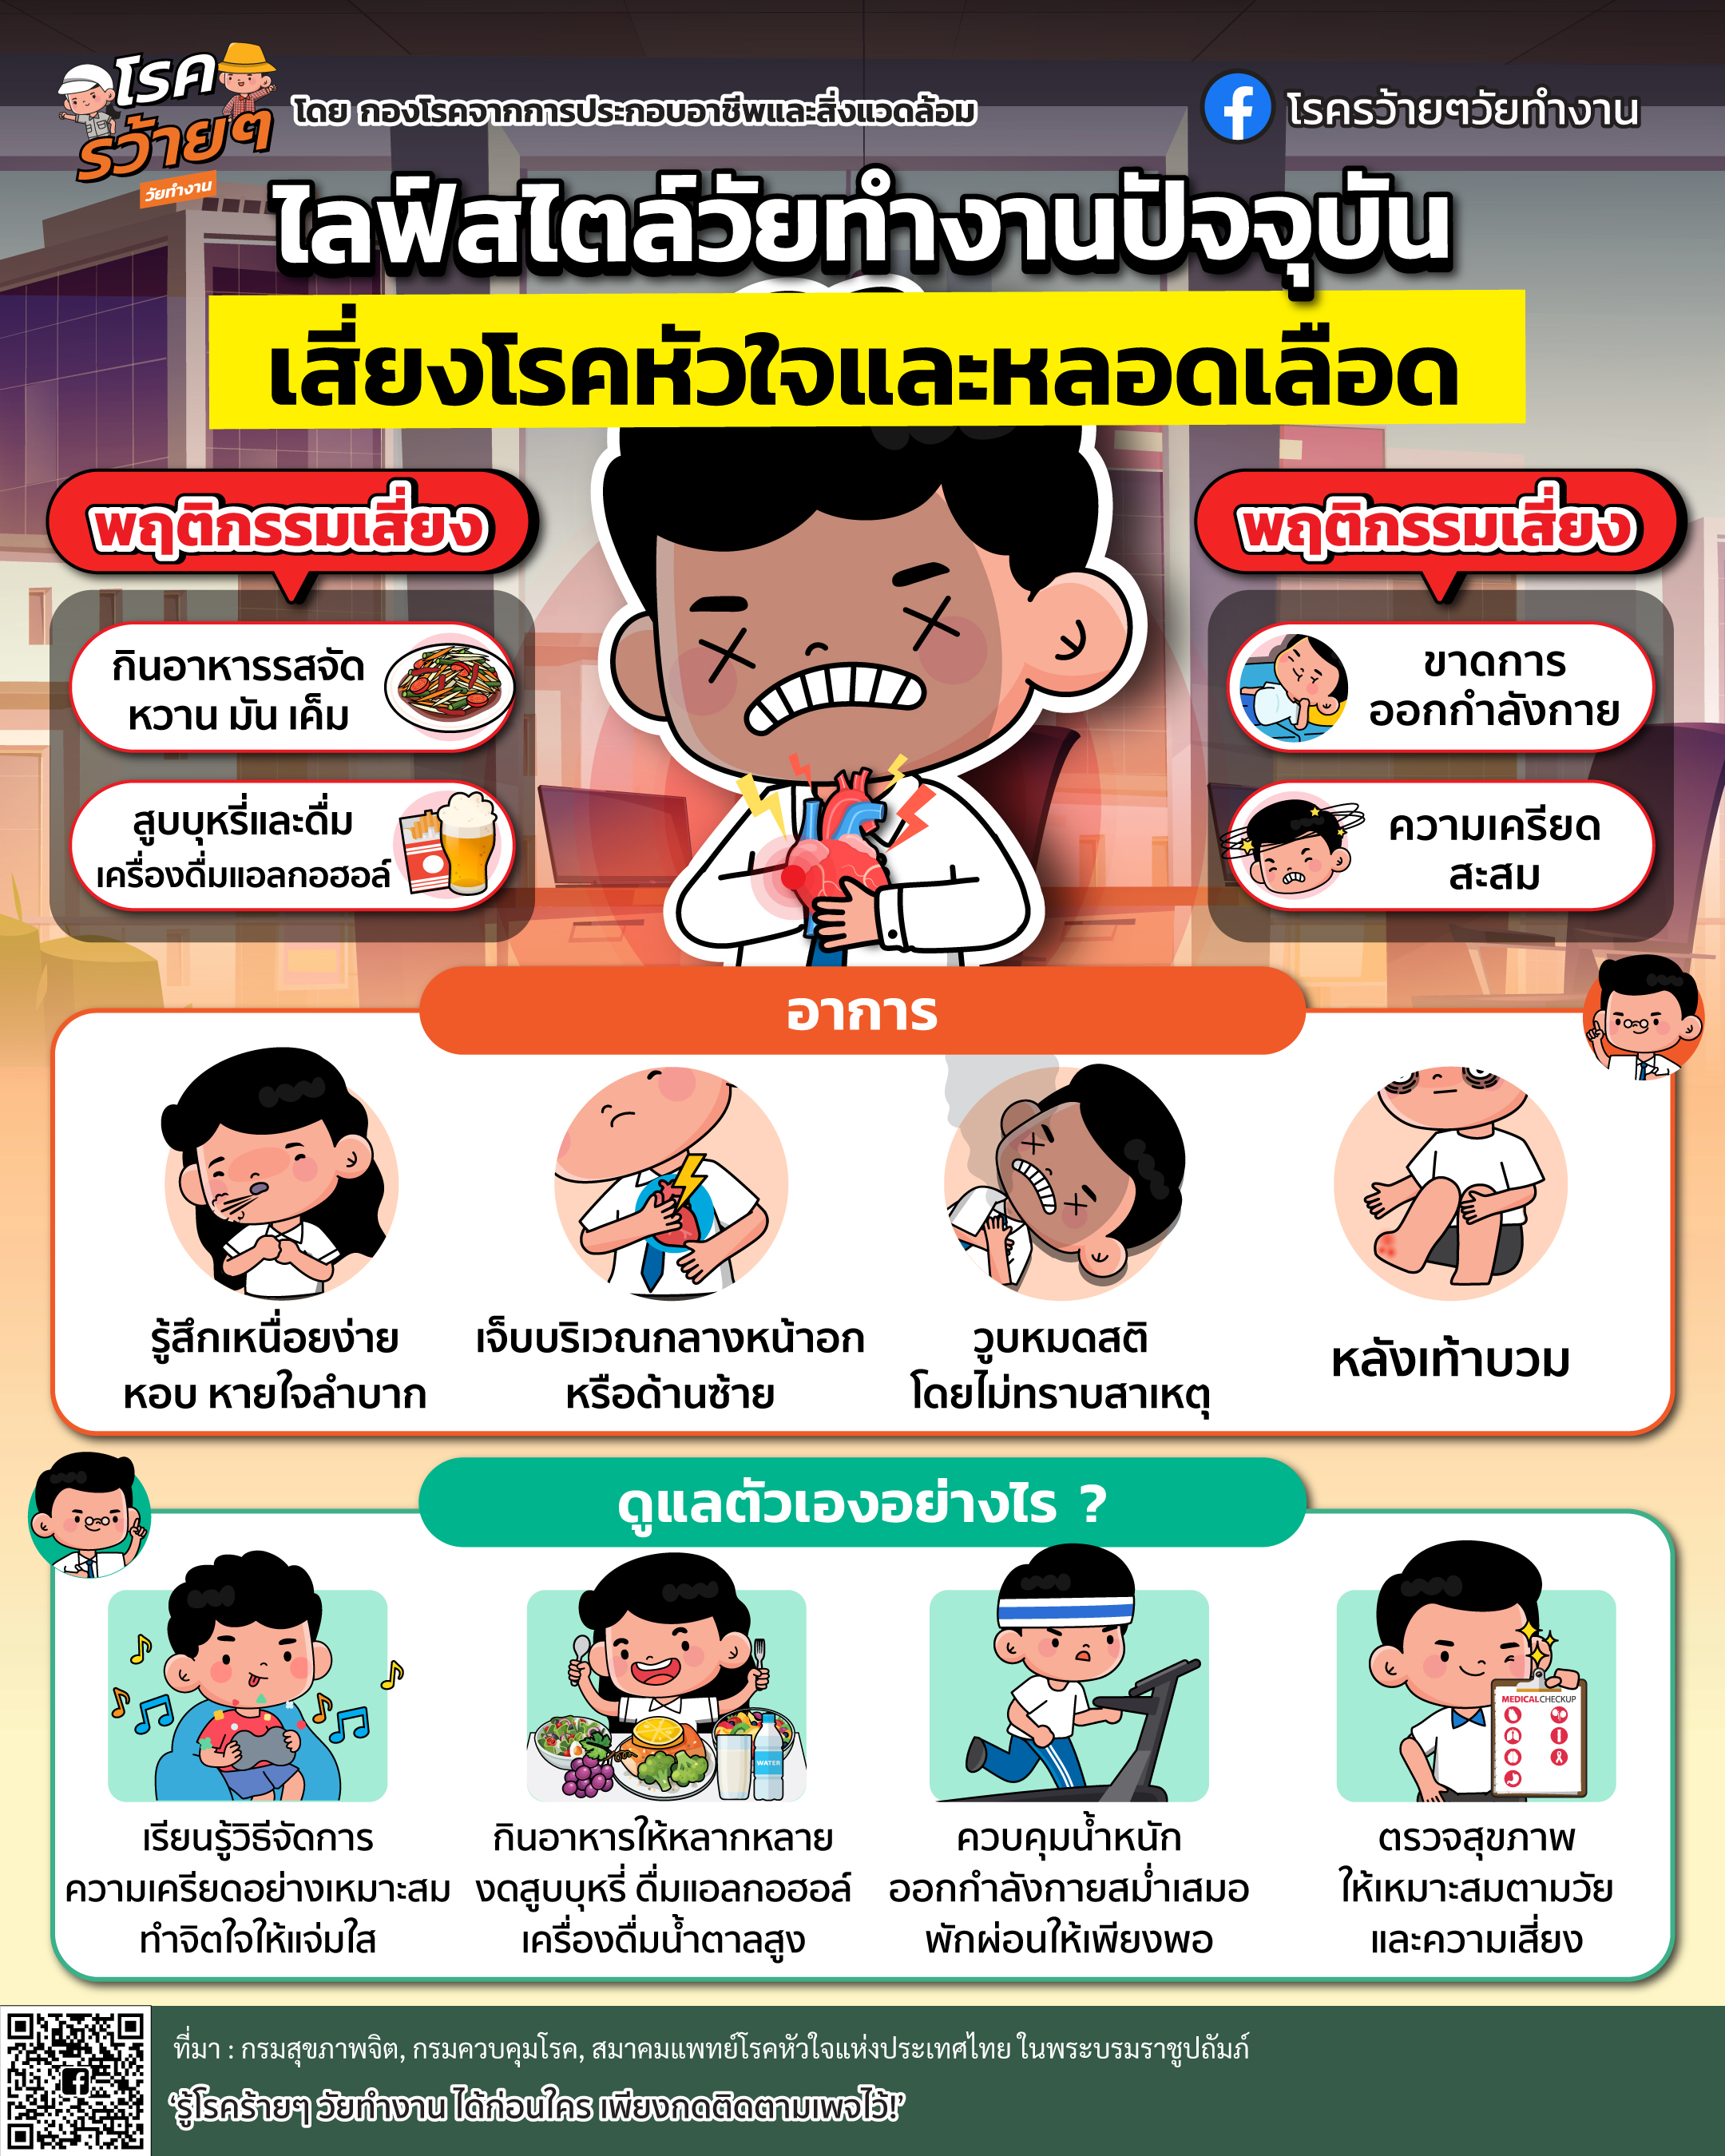 โรค
รว้ายๆ
วัยทำงาน
โดย กองโรคจากการประกอบอาชีพและสิ่งแวดล้อม
โรครว้ายๆวัยทำงาน
ไลฟ์สไตล์วัยทำงานปัจจุบัน
เสี่ยงโรคหัวใจและหลอดเลือด
พฤติกรรมเสี่ยง
กินอาหารรสจัด
หวาน มัน เค็ม
สูบบุหรี่และดื่ม
เครื่องดื่มแอลกอฮอล์
พฤติกรรมเสี่ยง
ขาดการ
ออกกำลังกาย
ความเครียด
สะสม
อาการ
รู้สึกเหนื่อยง่าย
หอบ หายใจลำบาก
เจ็บบริเวณกลางหน้าอก
หรือด้านซ้าย
วูบหมดสติ
โดยไม่ทราบสาเหตุ
หลังเท้าบวม
ดูแลตัวเองอย่างไร ?
WATER
MEDICALCHECKUP
เรียนรู้วิธีจัดการ
ความเครียดอย่างเหมาะสม
ทำจิตใจให้แจ่มใส
กินอาหารให้หลากหลาย
งดสูบบุหรี่ ดื่มแอลกอฮอล์
เครื่องดื่มน้ำตาลสูง
ควบคุมน้ำหนัก
ออกกำลังกายสม่ำเสมอ
พักผ่อนให้เพียงพอ
ตรวจสุขภาพ
ให้เหมาะสมตามวัย
และความเสี่ยง
ที่มา : กรมสุขภาพจิต, กรมควบคุมโรค, สมาคมแพทย์โรคหัวใจแห่งประเทศไทย ในพระบรมราชูปถัมภ์
'รู้โรคร้ายๆ วัยทำงาน ได้ก่อนใคร เพียงกดติดตามเพจไว้!'